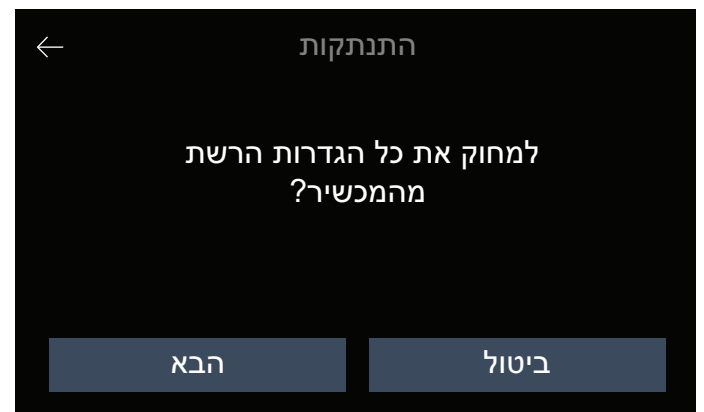 התנתקות
למחוק את כל הגדרות הרשת
מהמכשיר?
ביטול
הבא